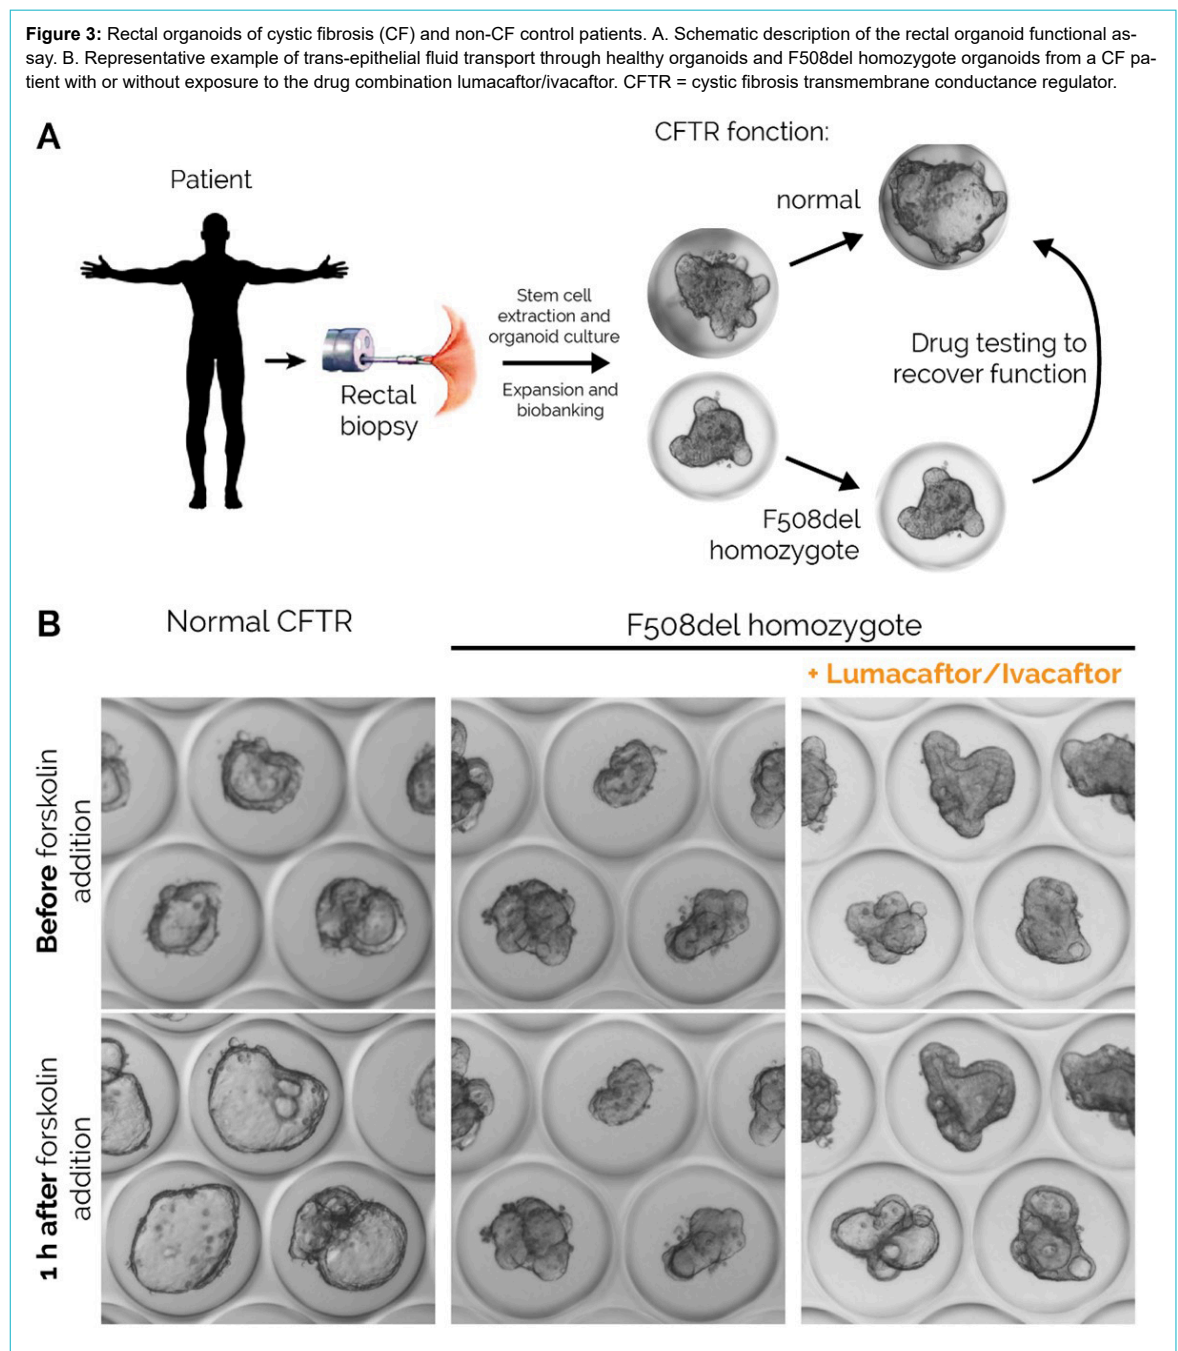 Figure 3: Rectal organoids of cystic fibrosis (CF) and non-CF control patients. A. Schematic description of the rectal organoid functional as-
say. B. Representative example of trans-epithelial fluid transport through healthy organoids and F508del homozygote organoids from a CF pa-
tient with or without exposure to the drug combination lumacaftor/ivacaftor. CFTR = cystic fibrosis transmembrane conductance regulator.
A
Patient
Rectal
biopsy
Stem cell
extraction and
organoid culture
Expansion and
biobanking
CFTR fonction:
normal
Drug testing to
recover function
F508del
homozygote
B
Normal CFTR
F508del homozygote
+ Lumacaftor/Ivacaftor
Before forskolin
addition
1 h after forskolin
addition